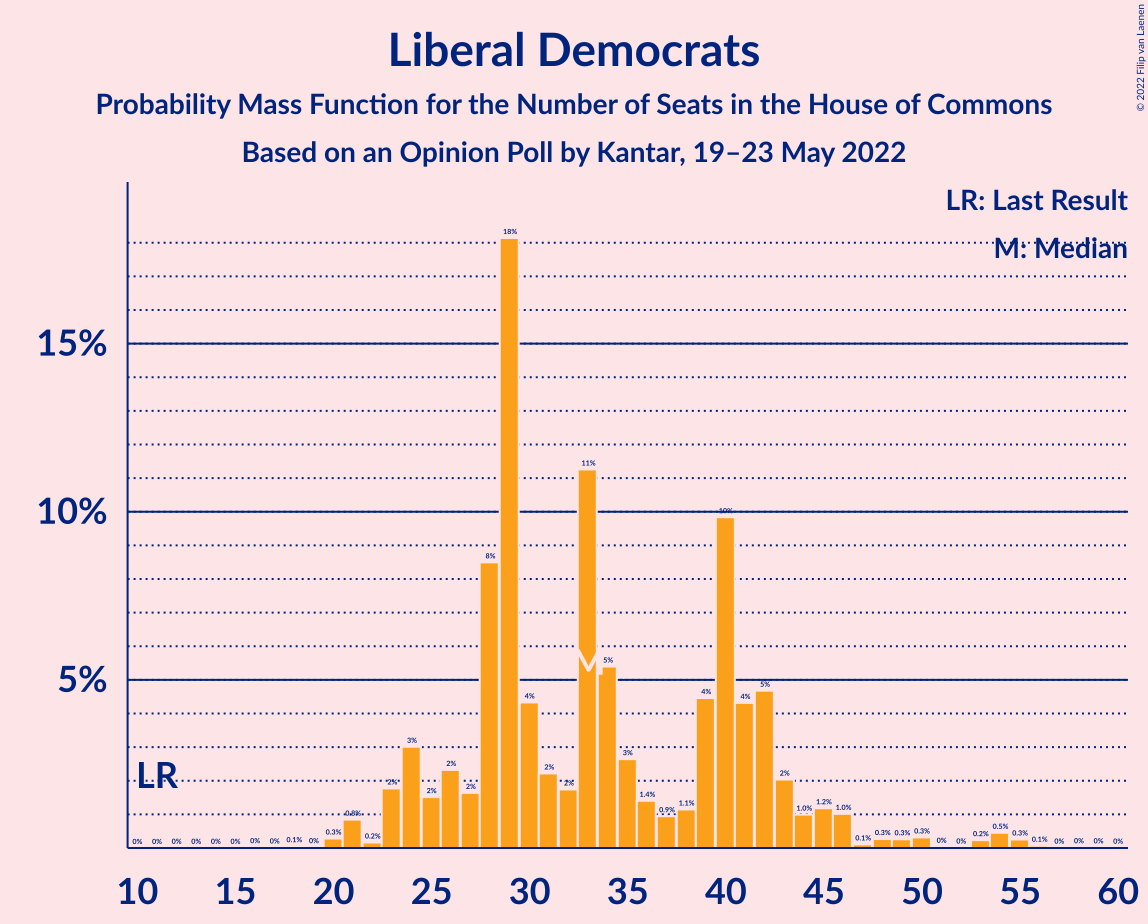 © 2022 Filip van Laenen
Liberal Democrats
Probability Mass Function for the Number of Seats in the House of Commons
Based on an Opinion Poll by Kantar, 19–23 May 2022
LR: Last Result
M: Median
15%
10%
5%
LR
M
0% 0% 0% 0% 0% 0% 0% 0% 0.1% 0% 0.3% 0.8% 0.2% 2% 3% 2% 2% 2% 8% 18% 4% 2% 2% 11% 5% 3% 1.4% 0.9% 1.1% 4% 10% 4% 5% 2% 1.0% 1.2% 1.0% 0.1% 0.3% 0.3% 0.3% 0% 0% 0.2% 0.5% 0.3% 0.1% 0% 0% 0% 0%
10 15 20 25 30 35 40 45 50 55 60